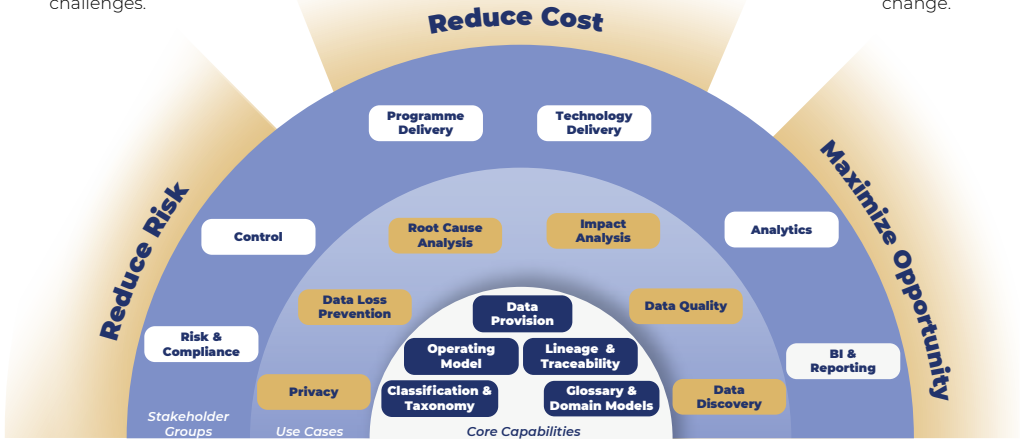 challenges.
change.
Reduce Cost
Reduce Risk
Maximize Opportunity
Programme
Delivery
Technology
Delivery
Control
Analytics
Risk &
Compliance
BI &
Reporting
Root Cause
Analysis
Impact
Analysis
Data Loss
Prevention
Data Quality
Privacy
Data
Discovery
Data
Provision
Operating
Model
Lineage &
Traceability
Classification &
Taxonomy
Glossary &
Domain Models
Stakeholder
Groups
Use Cases
Core Capabilities